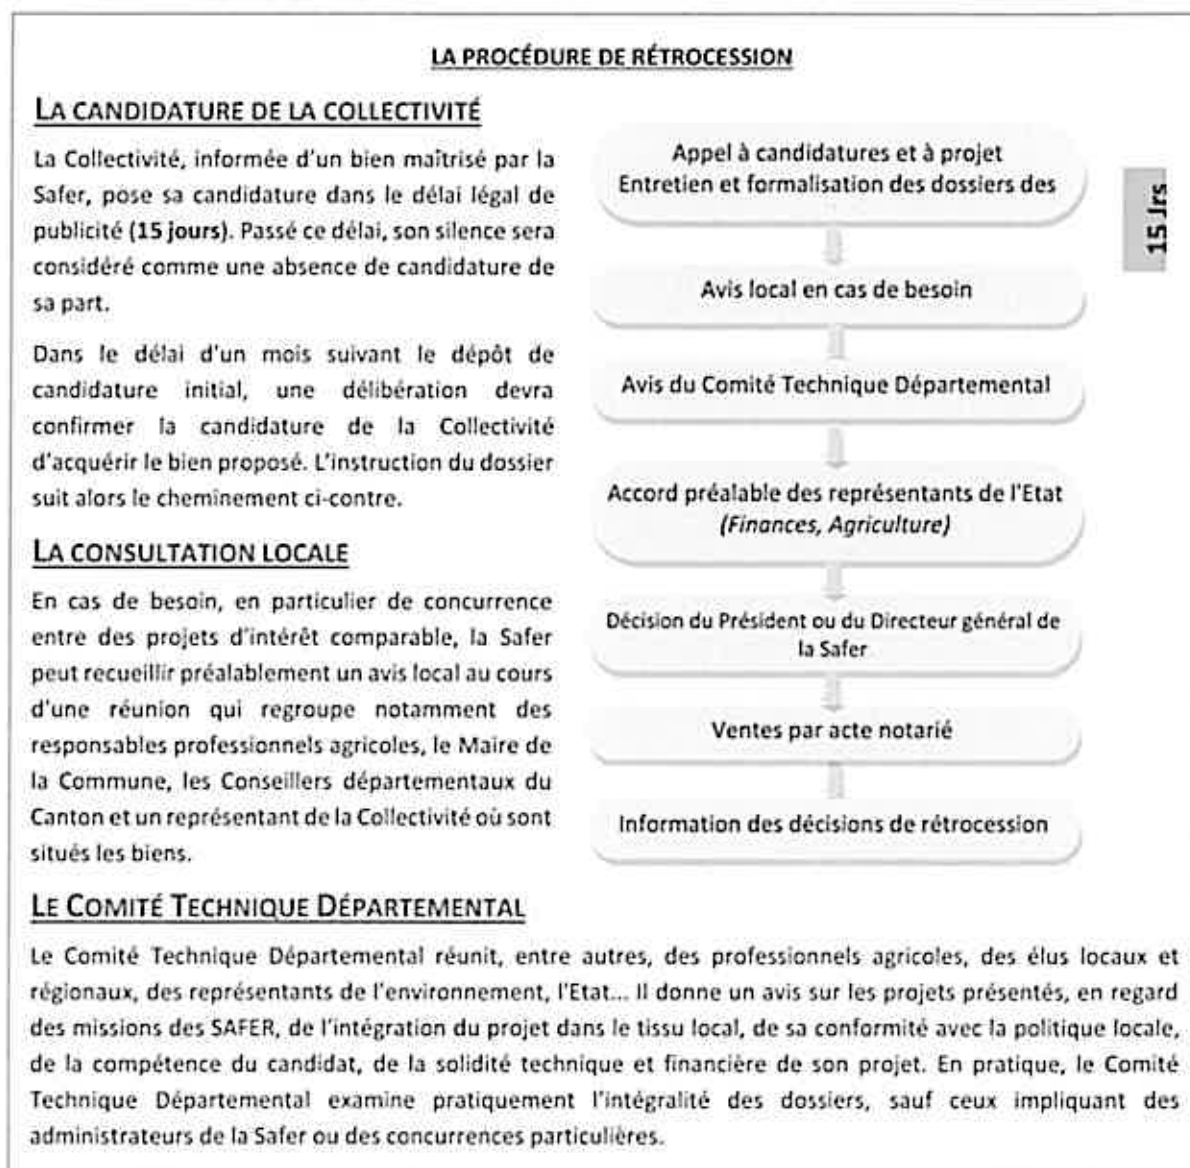 LA PROCÉDURE DE RÉTROCESSION
LA CANDIDATURE DE LA COLLECTIVITÉ
La Collectivité, informée d'un bien maîtrisé par la
Safer, pose sa candidature dans le délai légal de
publicité (15 jours). Passé ce délai, son silence sera
considéré comme une absence de candidature de
sa part.
Dans le délai d'un mois suivant le dépôt de
candidature initial, une délibération devra
confirmer la candidature de la Collectivité
d'acquérir le bien proposé. L'instruction du dossier
suit alors le cheminement ci-contre.
LA CONSULTATION LOCALE
En cas de besoin, en particulier de concurrence
entre des projets d'intérêt comparable, la Safer
peut recueillir préalablement un avis local au cours
d'une réunion qui regroupe notamment des
responsables professionnels agricoles, le Maire de
la Commune, les Conseillers départementaux du
Canton et un représentant de la Collectivité où sont
situés les biens.
Appel à candidatures et à projet
Entretien et formalisation des dossiers des
15 Jrs
Avis local en cas de besoin
Avis du Comité Technique Départemental
Accord préalable des représentants de l'Etat
(Finances, Agriculture)
Décision du Président ou du Directeur général de
la Safer
Ventes par acte notarié
Information des décisions de rétrocession
LE COMITÉ TECHNIQUE DÉPARTEMENTAL
Le Comité Technique Départemental réunit, entre autres, des professionnels agricoles, des élus locaux et
régionaux, des représentants de l'environnement, l'Etat... Il donne un avis sur les projets présentés, en regard
des missions des SAFER, de l'intégration du projet dans le tissu local, de sa conformité avec la politique locale,
de la compétence du candidat, de la solidité technique et financière de son projet. En pratique, le Comité
Technique Départemental examine pratiquement l'intégralité des dossiers, sauf ceux impliquant des
administrateurs de la Safer ou des concurrences particulières.